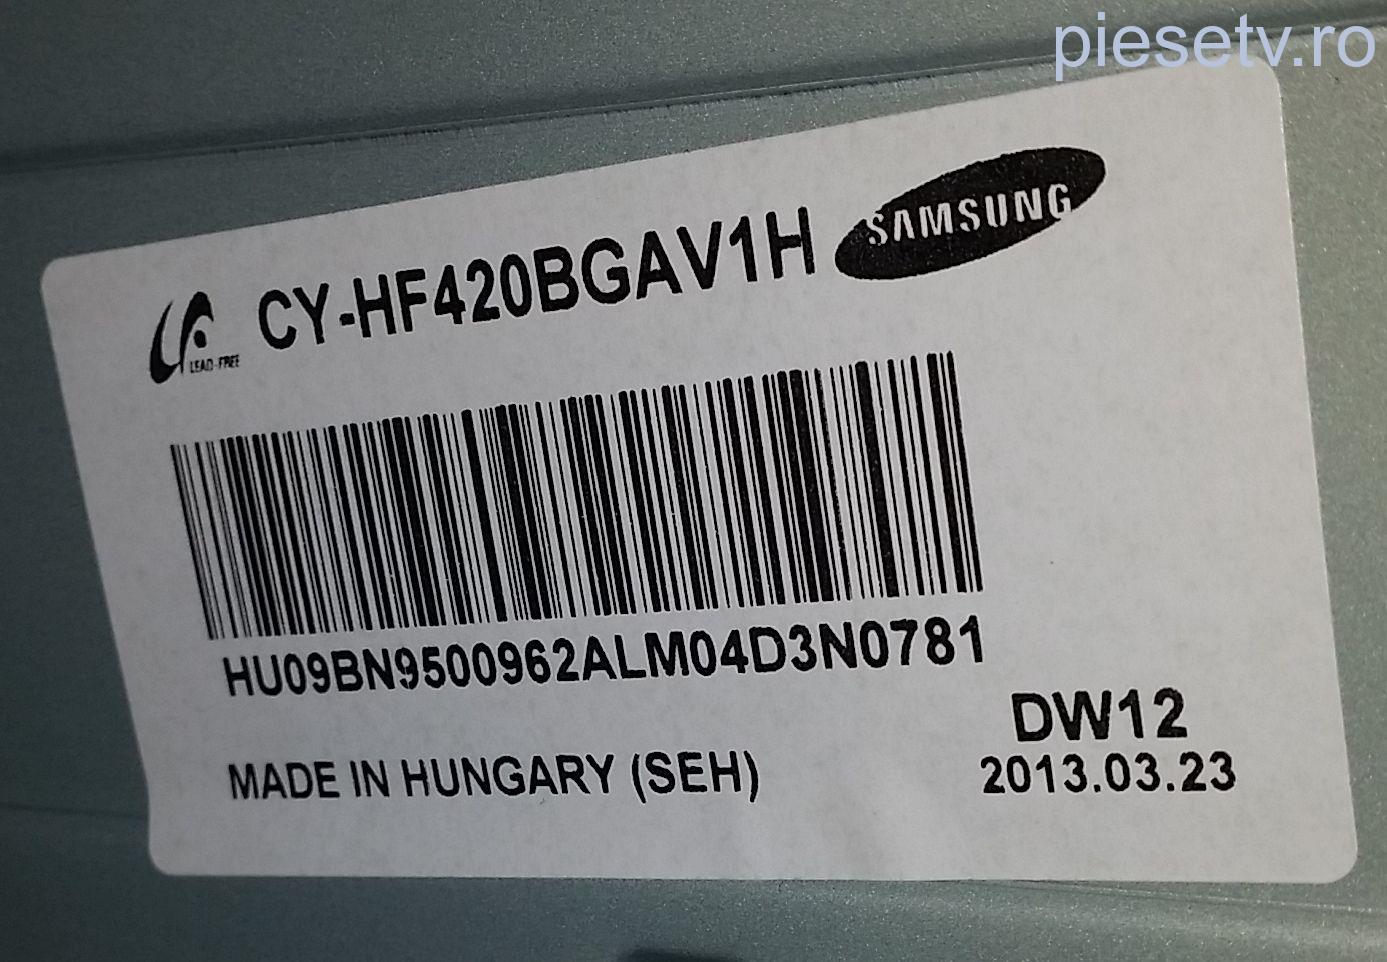 piesetv.ro
SAMSUNG
CY-HF420BGAV1H
LEAD-FREE
HU09BN9500962ALM04D3N0781
DW12
MADE IN HUNGARY (SEH)
2013.03.23